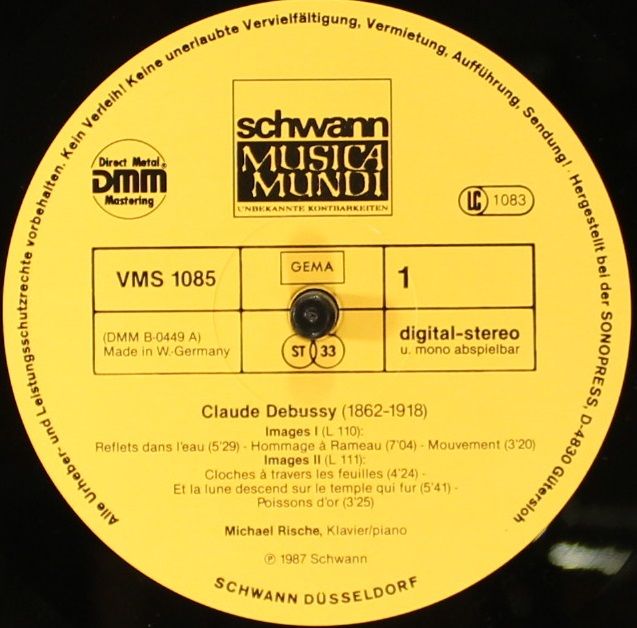 Alle Urheber- und Leistungsschutzrechte vorbehalten. Kein Verleih! Keine unerlaubte Vervielfältigung, Vermietung, Aufführung, Sendung! · Hergestellt bei der SONOPRESS, D-4830 Gütersloh
schwann
MUSICA
MUNDI
UNBEKANNTE KOSTBARKEITEN
Direct Metal
DMM
Mastering
®
LC 1083
VMS 1085
GEMA
1
(DMM B-0449 A)
Made in W.-Germany
ST 33
digital-stereo
u. mono abspielbar
Claude Debussy (1862-1918)
Images I (L 110):
Reflets dans l'eau (5'29) - Hommage à Rameau (7'04) - Mouvement (3'20)
Images II (L 111):
Cloches à travers les feuilles (4'24) -
Et la lune descend sur le temple qui fur (5'41) -
Poissons d'or (3'25)
Michael Rische, Klavier/piano
℗ 1987 Schwann
SCHWANN DÜSSELDORF